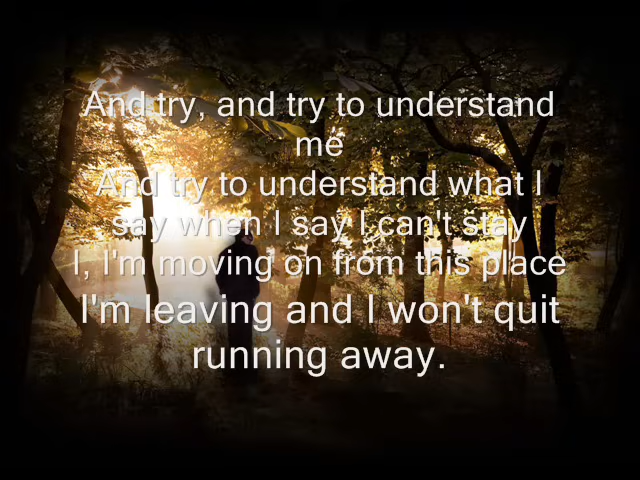 And try, and try to understand
me
And try to understand what I
say when I say I can't stay
I, I'm moving on from this place
I'm leaving and I won't quit
running away.